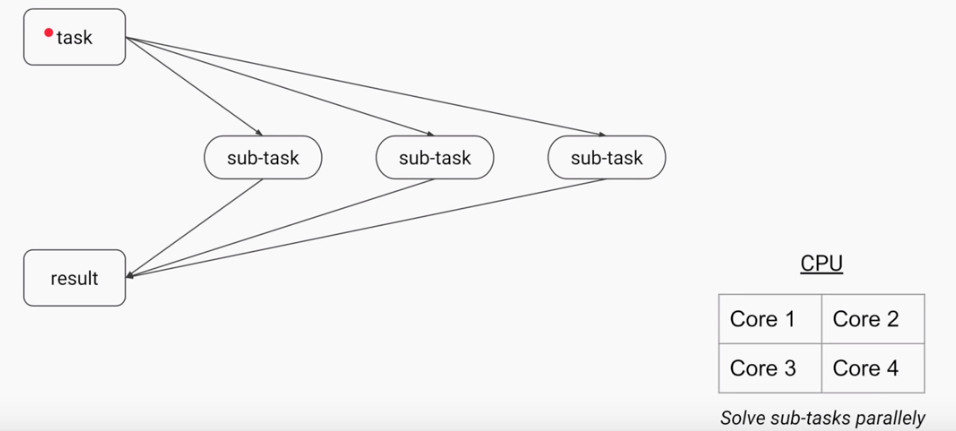 task
sub-task sub-task sub-task
result
CPU
Core 1 Core 2
Core 3 Core 4
Solve sub-tasks parallely